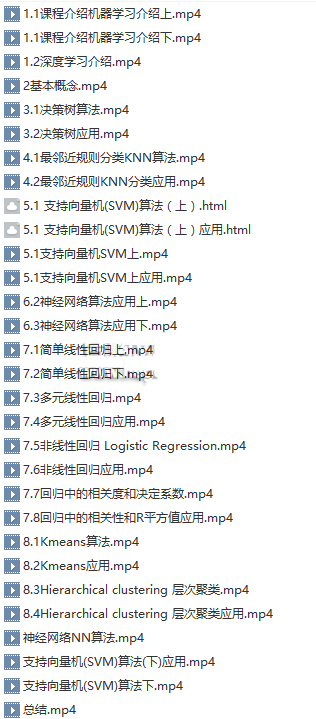 1.1课程介绍机器学习介绍上.mp4
1.1课程介绍机器学习介绍下.mp4
1.2深度学习介绍.mp4
2基本概念.mp4
3.1决策树算法.mp4
3.2决策树应用.mp4
4.1最邻近规则分类KNN算法.mp4
4.2最邻近规则KNN分类应用.mp4
5.1 支持向量机(SVM)算法（上）.html
5.1 支持向量机(SVM)算法（上）应用.html
5.1支持向量机SVM上.mp4
5.1支持向量机SVM上应用.mp4
6.2神经网络算法应用上.mp4
6.3神经网络算法应用下.mp4
7.1简单线性回归上.mp4
7.2简单线性回归下.mp4
7.3多元线性回归.mp4
7.4多元线性回归应用.mp4
7.5非线性回归 Logistic Regression.mp4
7.6非线性回归应用.mp4
7.7回归中的相关度和决定系数.mp4
7.8回归中的相关性和R平方值应用.mp4
8.1Kmeans算法.mp4
8.2Kmeans应用.mp4
8.3Hierarchical clustering 层次聚类.mp4
8.4Hierarchical clustering 层次聚类应用.mp4
神经网络NN算法.mp4
支持向量机(SVM)算法(下)应用.mp4
支持向量机(SVM)算法下.mp4
总结.mp4